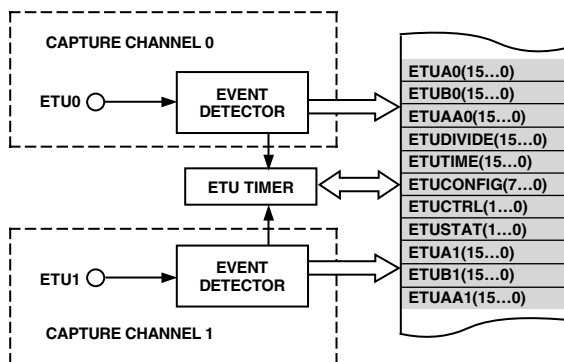 CAPTURE CHANNEL 0
ETU0
EVENT
DETECTOR
ETU TIMER
ETU1
EVENT
DETECTOR
CAPTURE CHANNEL 1
ETUA0(15...0)
ETUB0(15...0)
ETUAA0(15...0)
ETUDIVIDE(15...0)
ETUTIME(15...0)
ETUCONFIG(7...0)
ETUCTRL(1...0)
ETUSTAT(1...0)
ETUA1(15...0)
ETUB1(15...0)
ETUAA1(15...0)